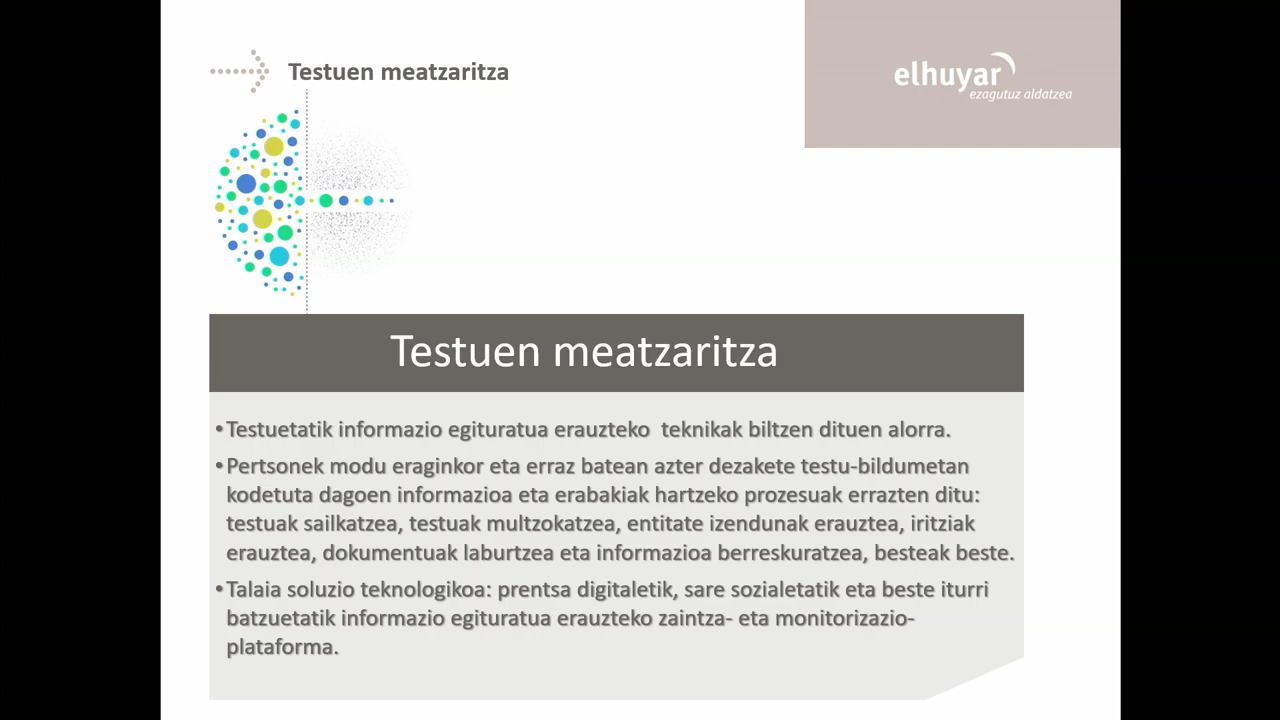 Testuen meatzaritza
elhuyar
ezagutuz aldatzea
Testuen meatzaritza
•Testuetatik informazio egituratua erauzteko  teknikak biltzen dituen alorra.
•Pertsonek modu eraginkor eta erraz batean azter dezakete testu-bildumetan
kodetuta dagoen informazioa eta erabakiak hartzeko prozesuak errazten ditu:
testuak sailkatzea, testuak multzokatzea, entitate izendunak erauztea, iritziak
erauztea, dokumentuak laburtzea eta informazioa berreskuratzea, besteak beste.
•Talaia soluzio teknologikoa: prentsa digitaletik, sare sozialetatik eta beste iturri
batzuetatik informazio egituratua erauzteko zaintza- eta monitorizazio-
plataforma.